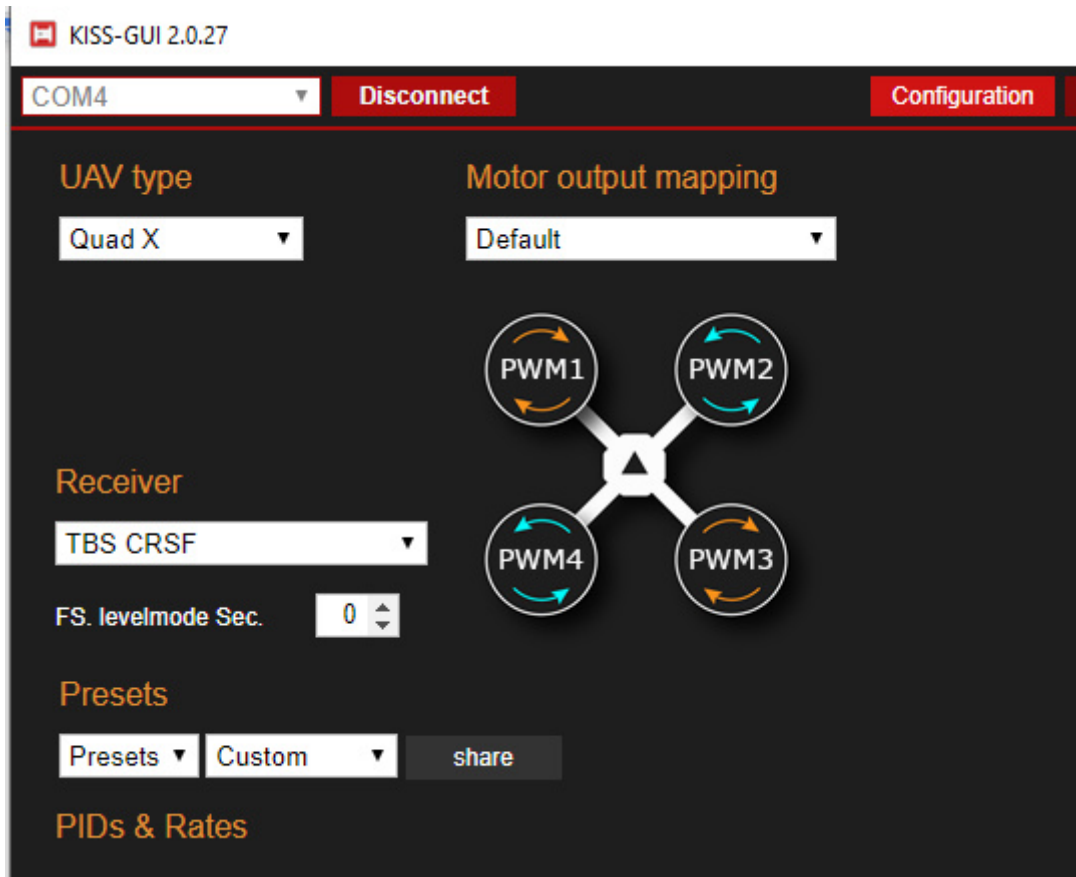 KISS-GUI 2.0.27
COM4 Disconnect Configuration
UAV type Motor output mapping
Quad X Default
PWM1 PWM2
Receiver
TBS CRSF
PWM4 PWM3
FS. levelmode Sec. 0
Presets
Presets Custom share
PIDs & Rates